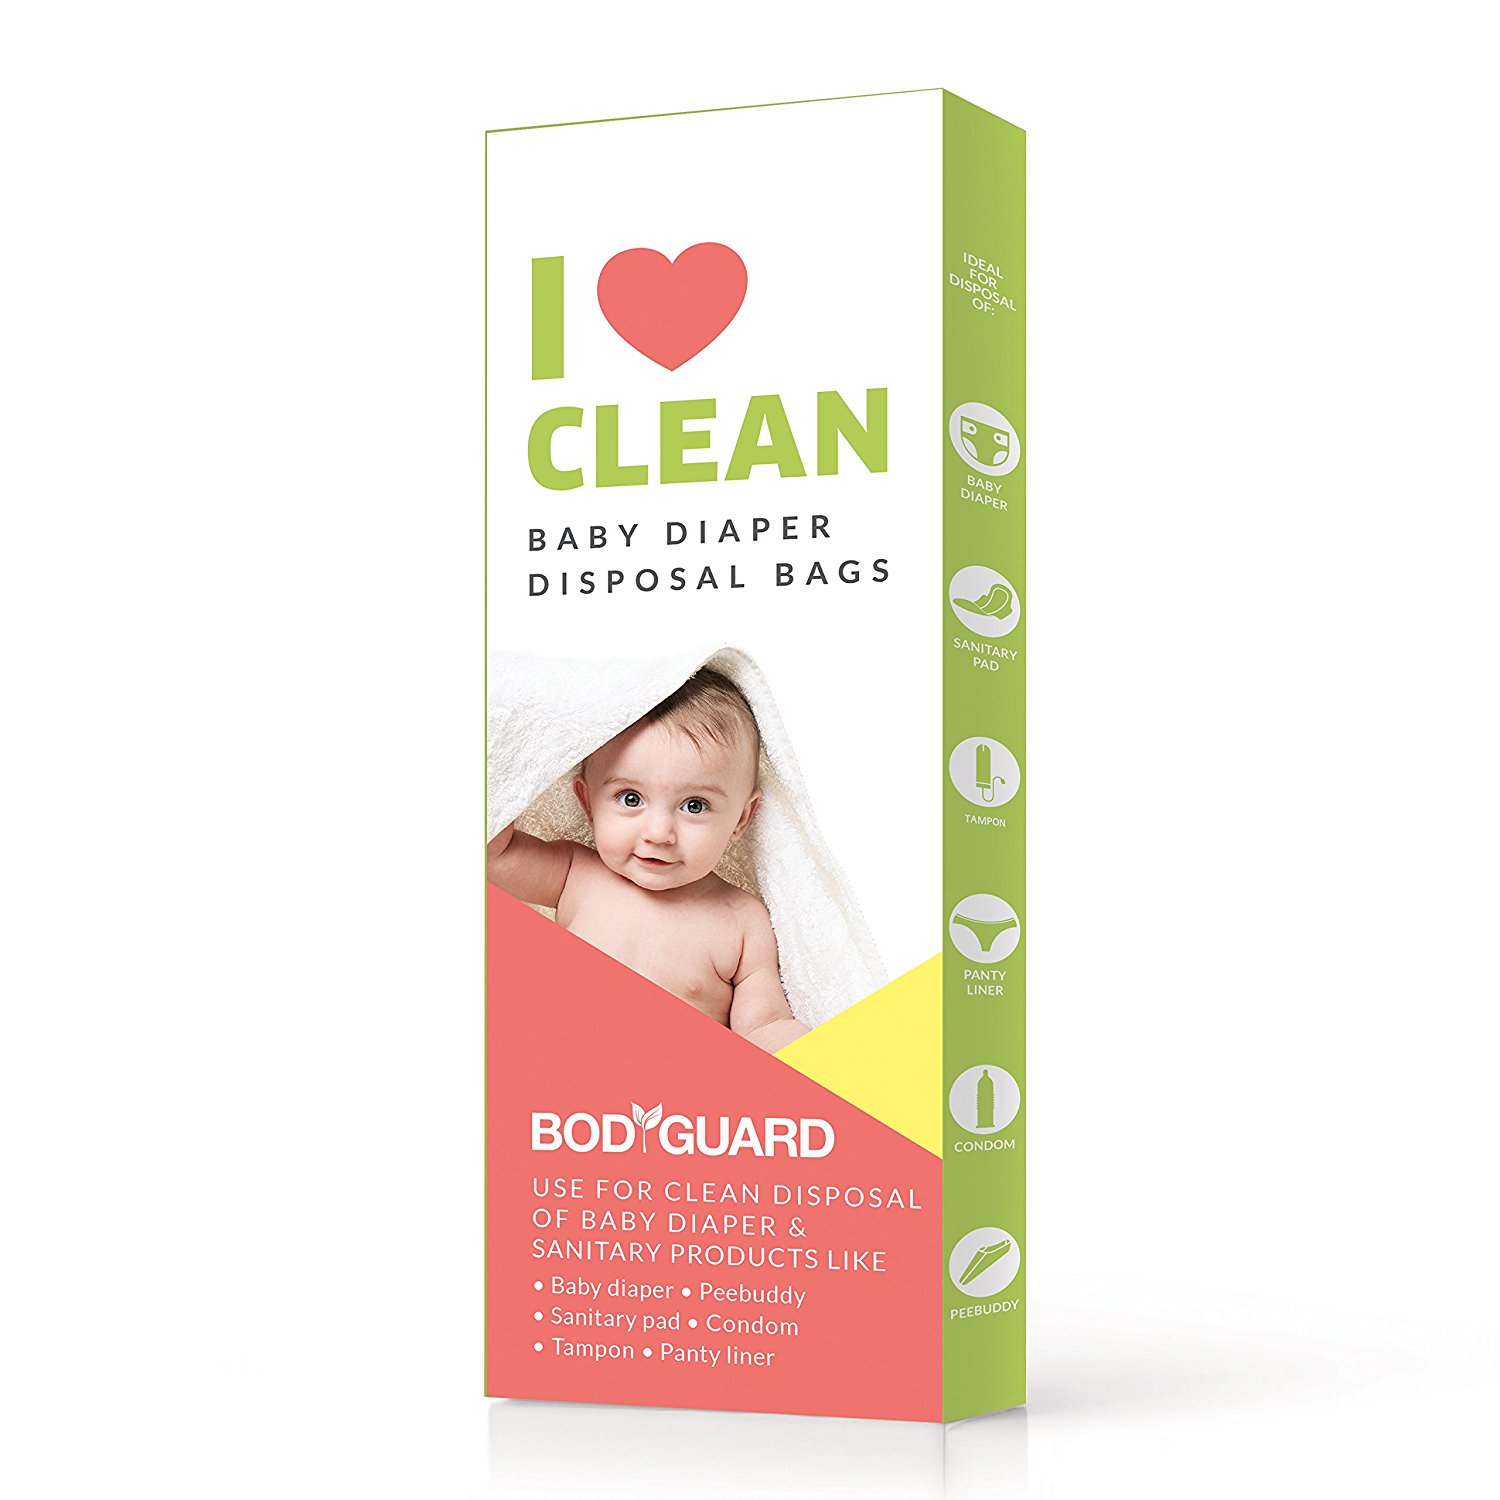 I ♥
CLEAN
BABY DIAPER
DISPOSAL BAGS
BODYGUARD
USE FOR CLEAN DISPOSAL
OF BABY DIAPER &
SANITARY PRODUCTS LIKE
• Baby diaper • Peebuddy
• Sanitary pad • Condom
• Tampon • Panty liner
IDEAL
FOR
DISPOSAL
OF:
BABY
DIAPER
SANITARY
PAD
TAMPON
PANTY
LINER
CONDOM
PEEBUDDY